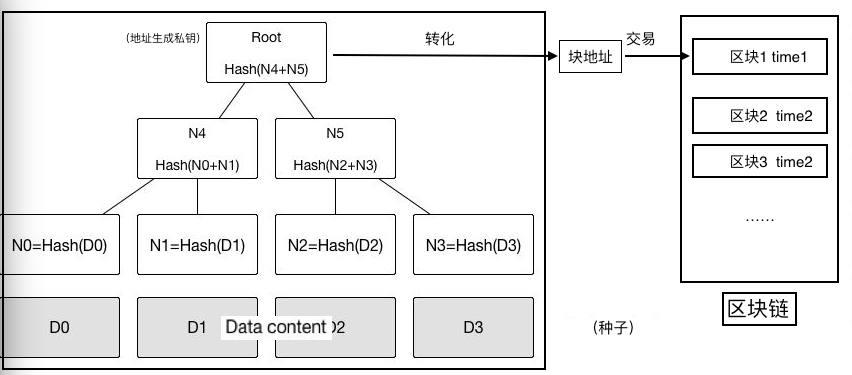 (地址生成私钥)
Root
Hash(N4+N5)
转化
块地址
交易
区块1 time1
区块2 time2
区块3 time2
......
区块链
N4
Hash(N0+N1)
N5
Hash(N2+N3)
N0=Hash(D0)
N1=Hash(D1)
N2=Hash(D2)
N3=Hash(D3)
D0
D1
Data content
D2
D3
(种子)